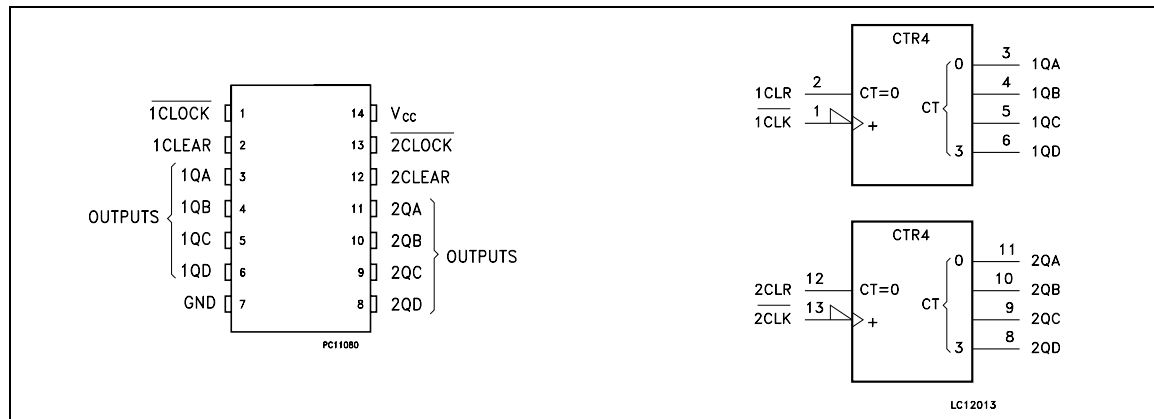 1CLOCK 1 14 VCC
1CLEAR 2 13 2CLOCK
1QA 3 12 2CLEAR
1QB 4 11 2QA
OUTPUTS
1QC 5 10 2QB
OUTPUTS
1QD 6 9 2QC
GND 7 8 2QD
PC11080
CTR4
0 3 1QA
1CLR 2 CT=0 4 1QB
1CLK 1 + CT 5 1QC
3 6 1QD
CTR4
0 11 2QA
2CLR 12 CT=0 10 2QB
2CLK 13 + CT 9 2QC
3 8 2QD
LC12013